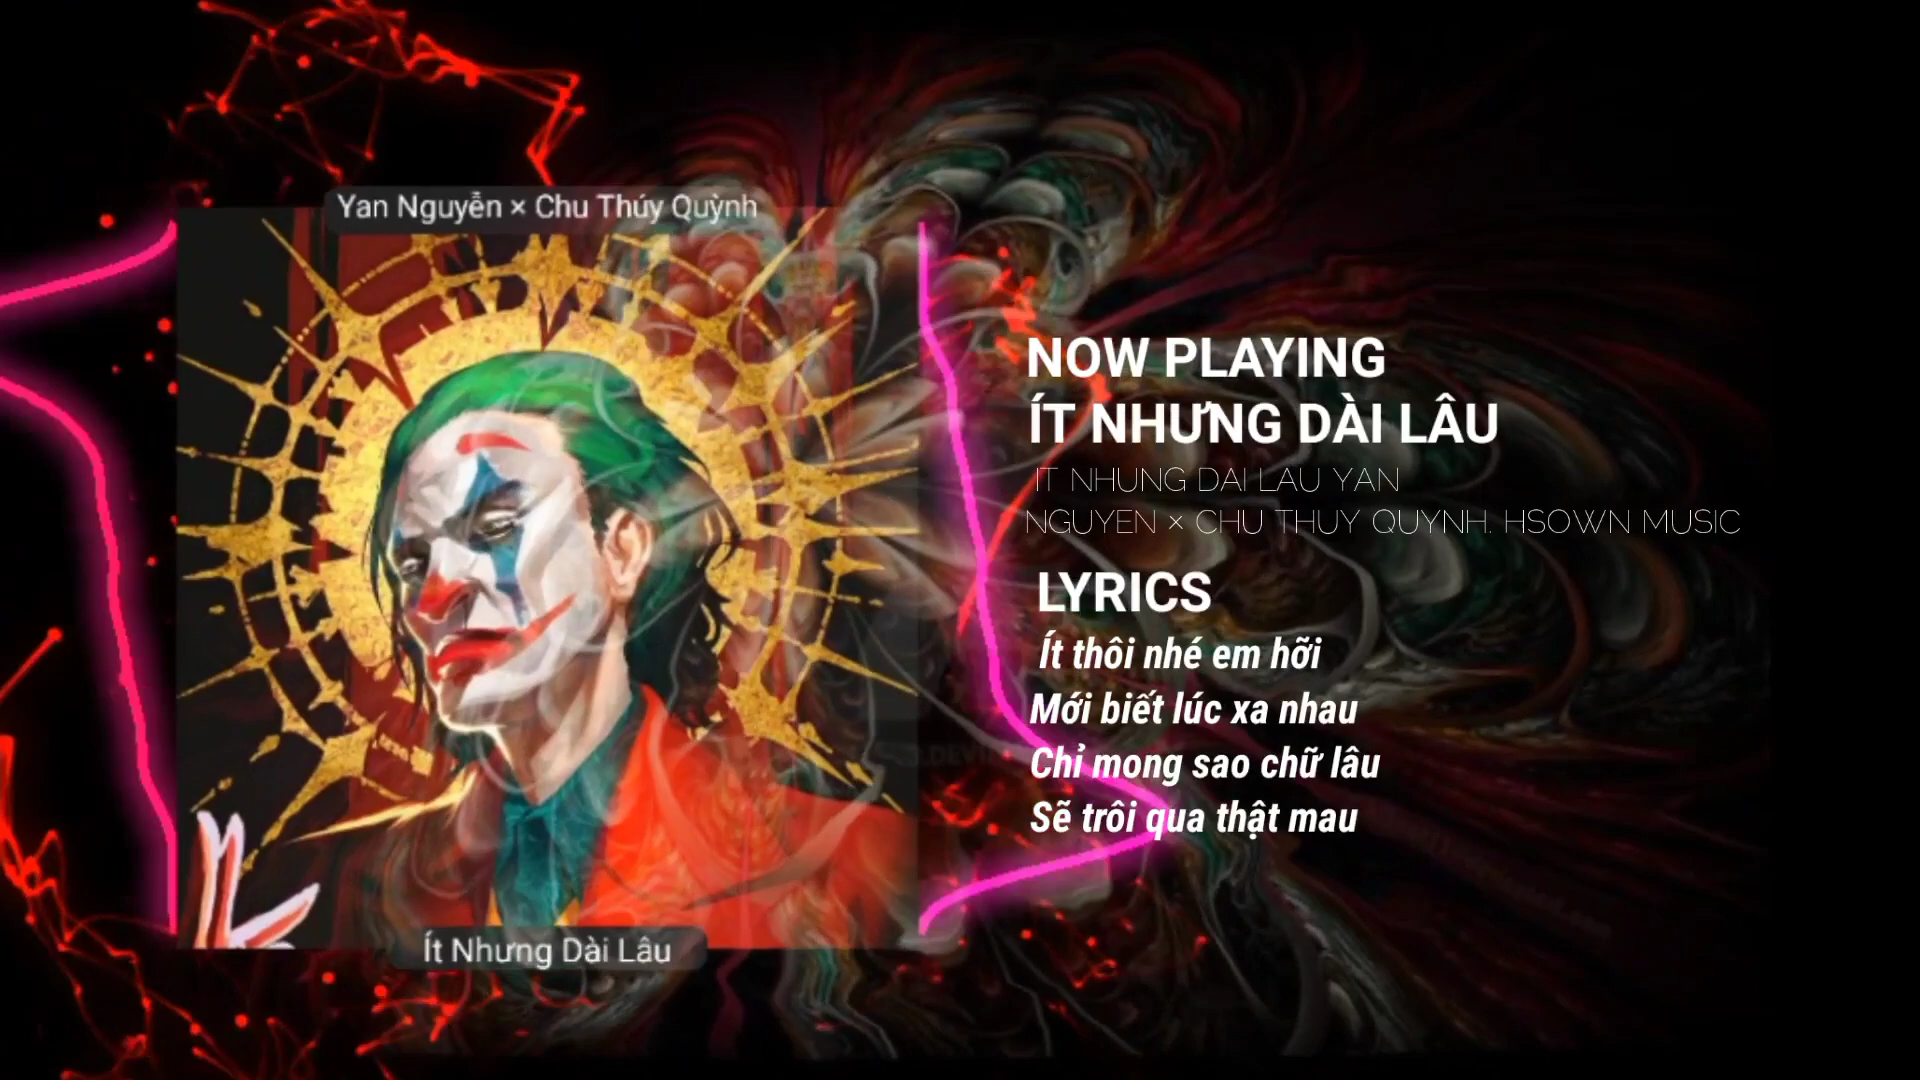 Yan Nguyễn × Chu Thúy Quỳnh
Ít Nhưng Dài Lâu
NOW PLAYING
ÍT NHƯNG DÀI LÂU
IT NHUNG DAI LAU YAN
NGUYEN × CHU THUY QUYNH. HSOWN MUSIC
LYRICS
Ít thôi nhé em hỡi
Mới biết lúc xa nhau
Chỉ mong sao chữ lâu
Sẽ trôi qua thật mau